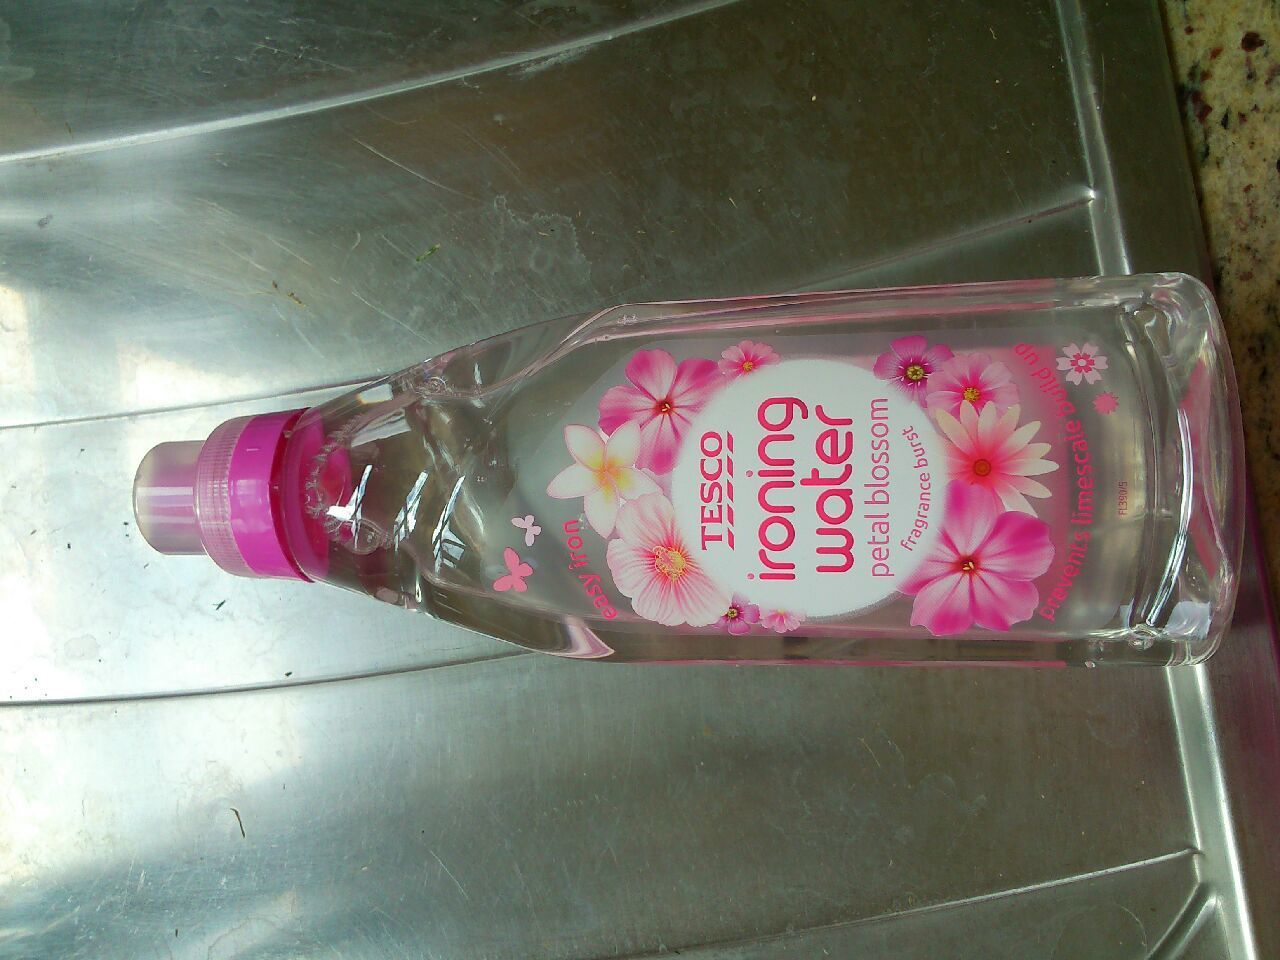 easy iron
TESCO
ironing
water
petal blossom
fragrance burst
prevents limescale build up